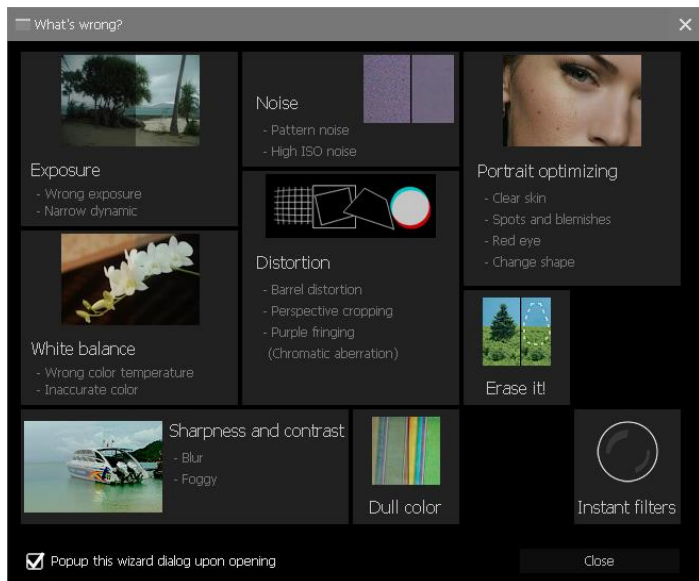 What's wrong?
Exposure
- Wrong exposure
- Narrow dynamic
Noise
- Pattern noise
- High ISO noise
Portrait optimizing
- Clear skin
- Spots and blemishes
- Red eye
- Change shape
White balance
- Wrong color temperature
- Inaccurate color
Distortion
- Barrel distortion
- Perspective cropping
- Purple fringing
(Chromatic aberration)
Erase it!
Sharpness and contrast
- Blur
- Foggy
Dull color
Instant filters
Popup this wizard dialog upon opening
Close